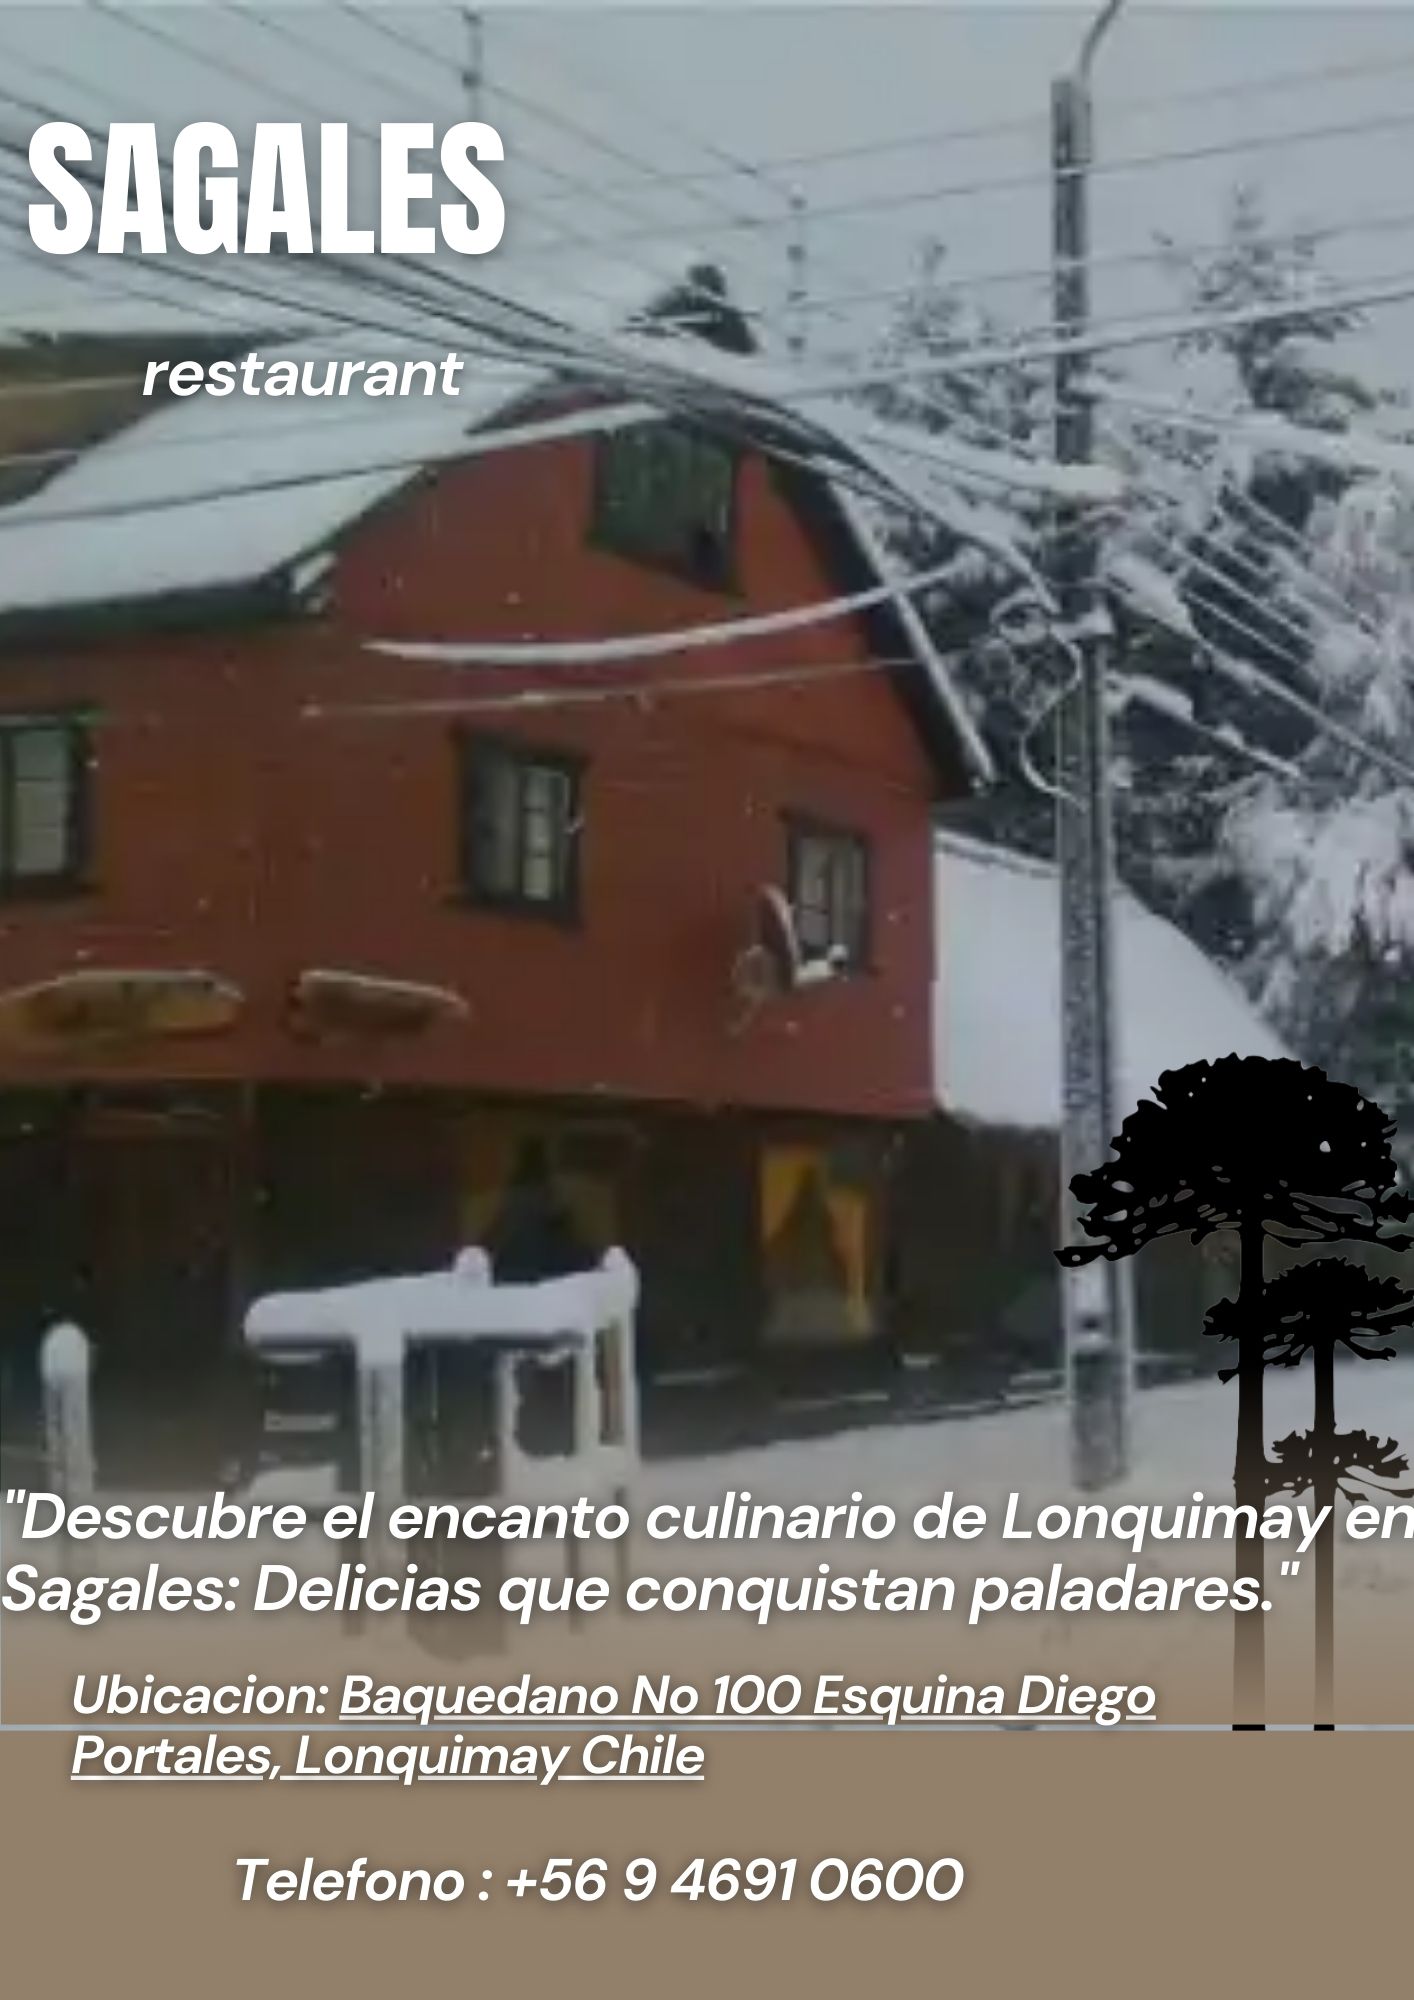 SAGALES
restaurant
"Descubre el encanto culinario de Lonquimay en
Sagales: Delicias que conquistan paladares."
Ubicacion: Baquedano No 100 Esquina Diego
Portales, Lonquimay Chile
Telefono : +56 9 4691 0600